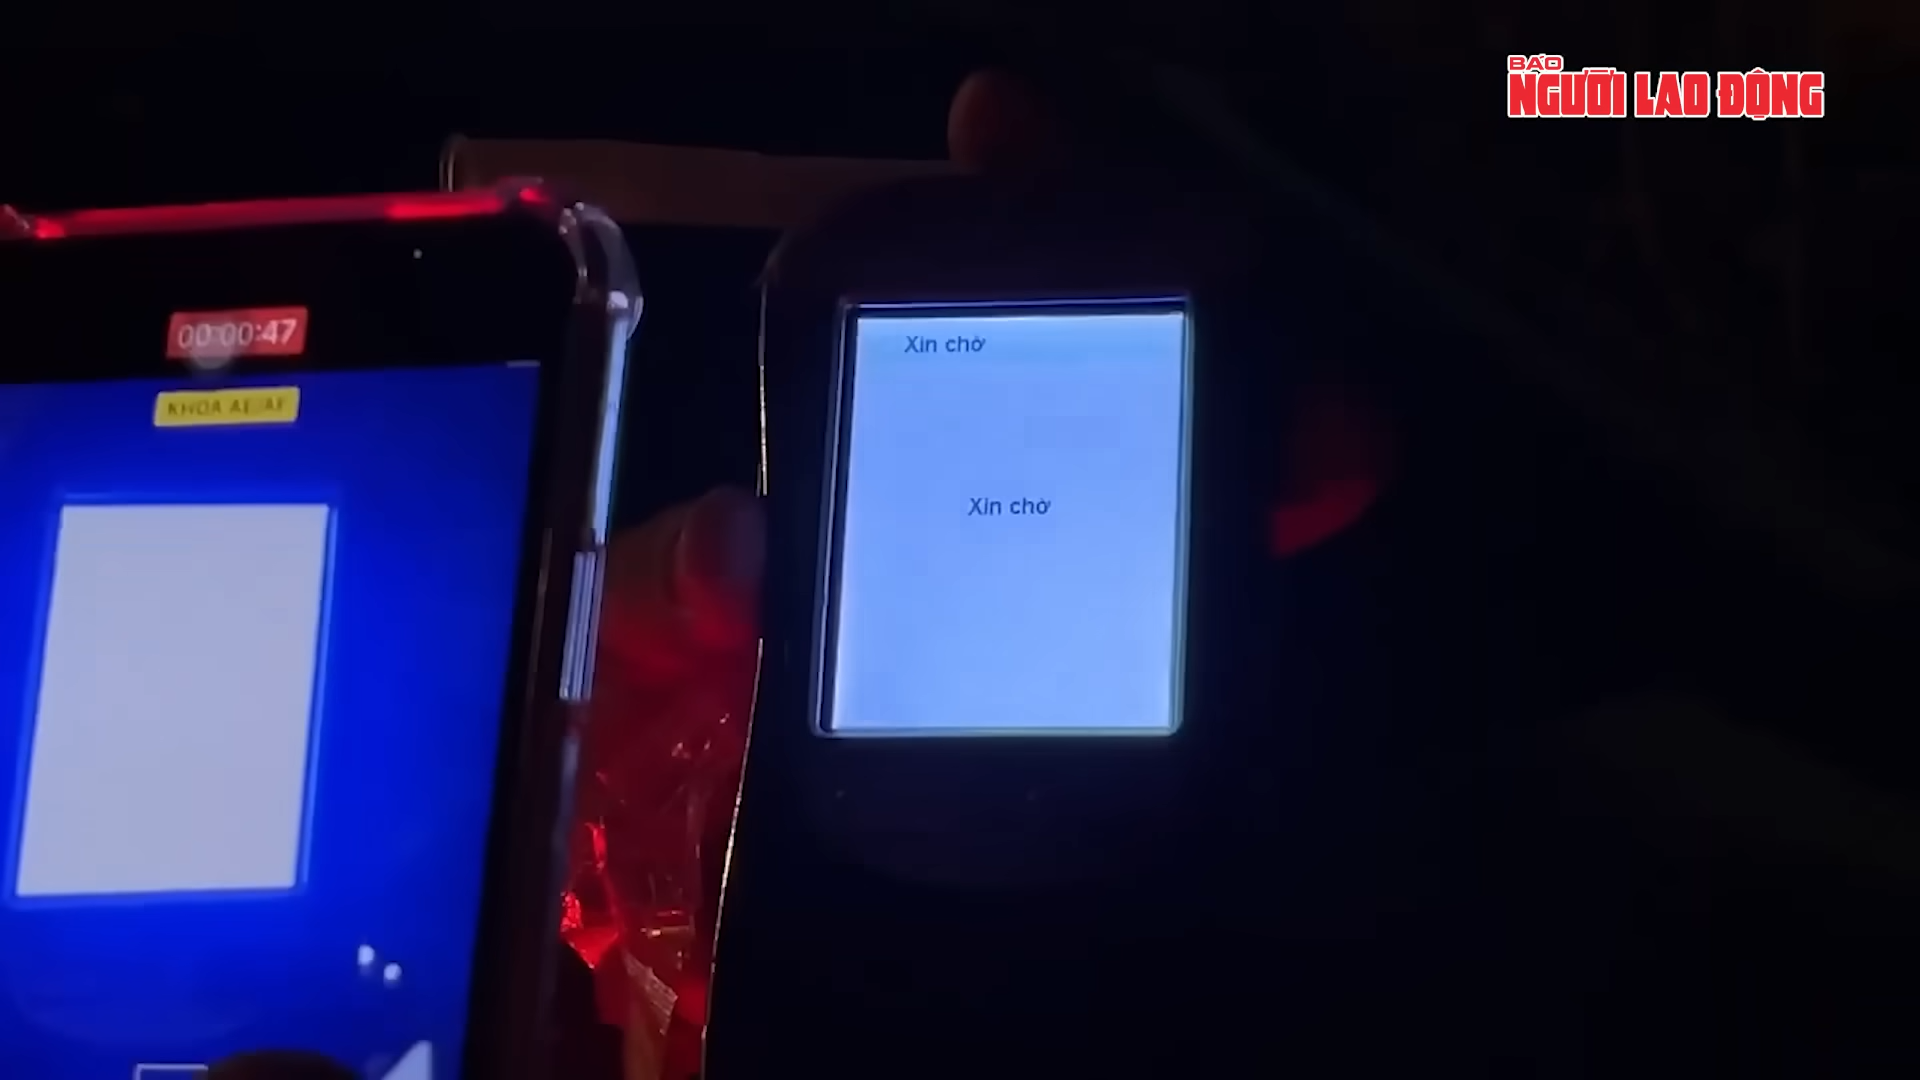 BÁO
NGƯỜI LAO ĐỘNG
00:00:47
KHÓA AE/AF
Xin chờ
Xin chờ